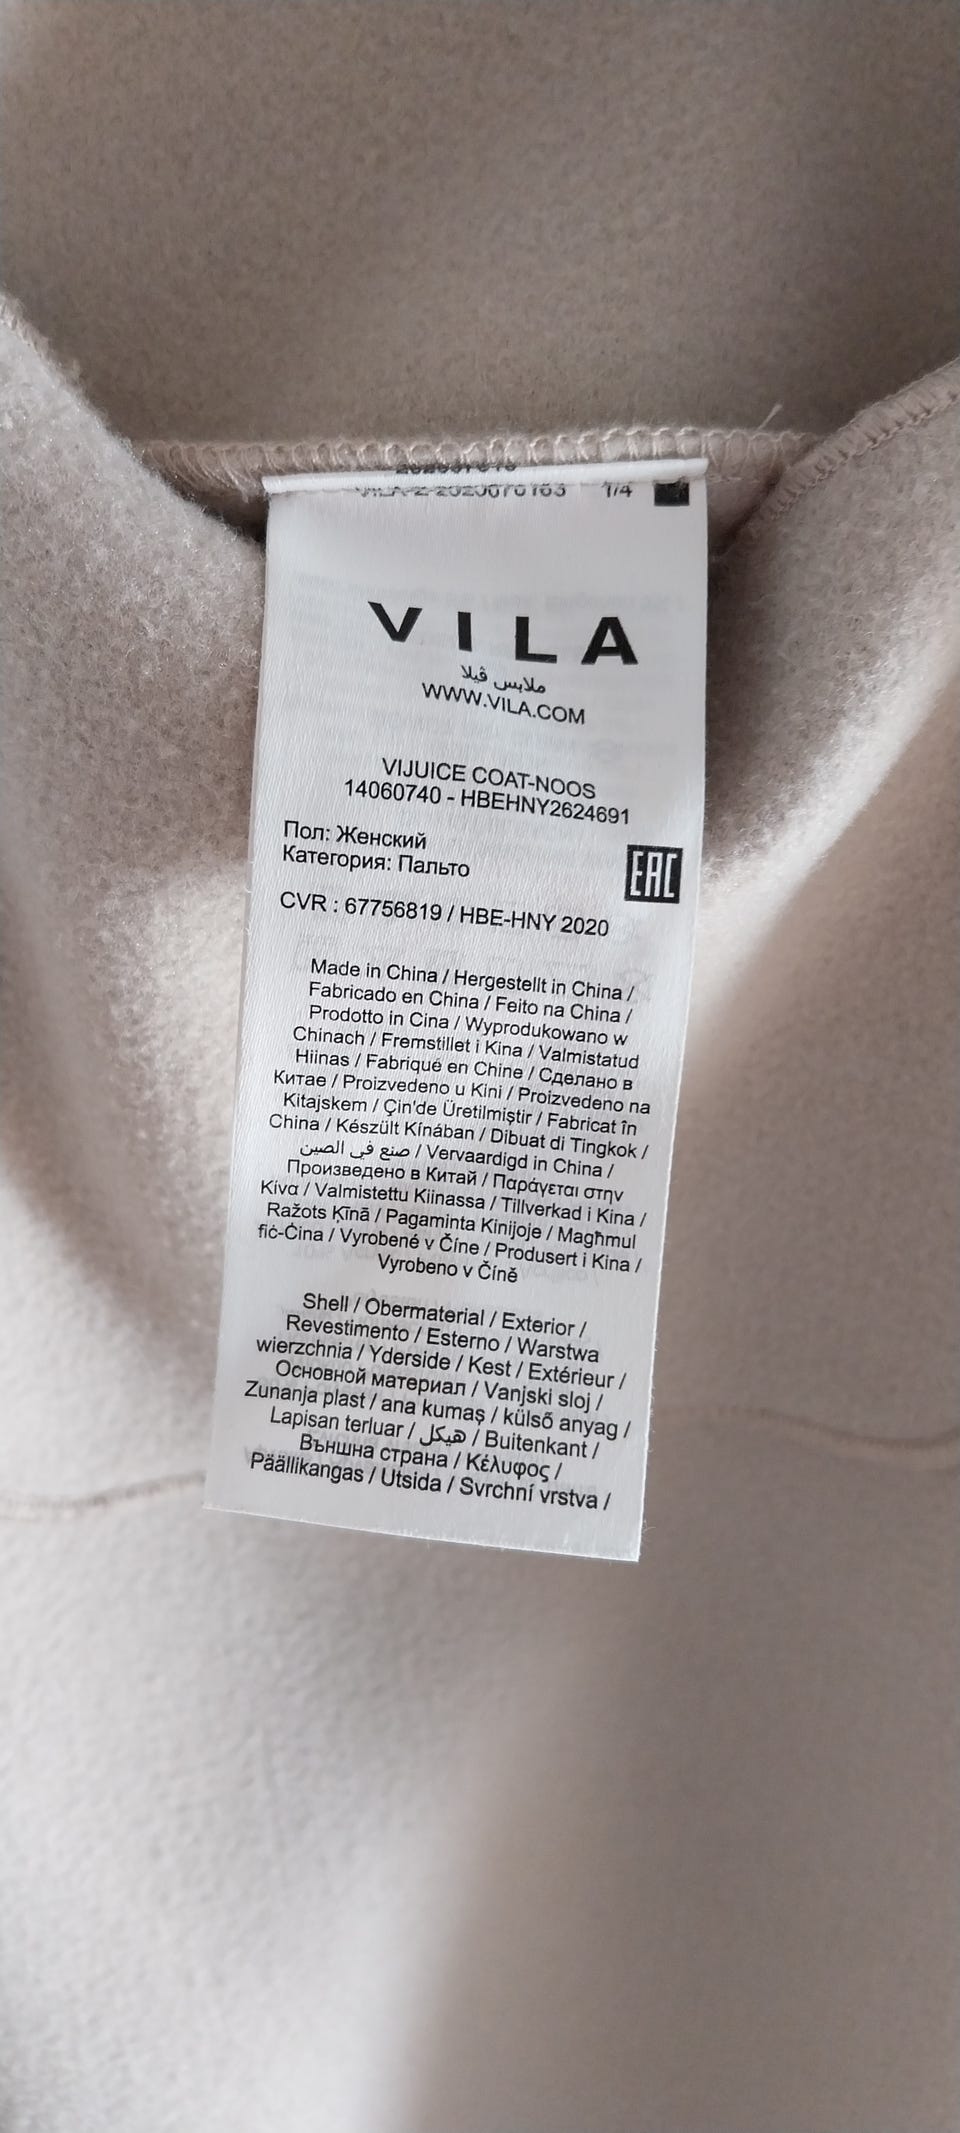 VILA-Z-2020070163 1/4
VILA
ملابس ڤيلا
WWW.VILA.COM
VIJUICE COAT-NOOS
14060740 - HBEHNY2624691
Пол: Женский
Категория: Пальто
EAC
CVR : 67756819 / HBE-HNY 2020
Made in China / Hergestellt in China /
Fabricado en China / Feito na China /
Prodotto in Cina / Wyprodukowano w
Chinach / Fremstillet i Kina / Valmistatud
Hiinas / Fabriqué en Chine / Сделано в
Китае / Proizvedeno u Kini / Proizvedeno na
Kitajskem / Çin'de Üretilmiştir / Fabricat în
China / Készült Kínában / Dibuat di Tingkok /
صنع في الصين / Vervaardigd in China /
Произведено в Китай / Παράγεται στην
Κίνα / Valmistettu Kiinassa / Tillverkad i Kina /
Ražots Ķīnā / Pagaminta Kinijoje / Magħmul
fiċ-Ċina / Vyrobené v Číne / Produsert i Kina /
Vyrobeno v Číně
Shell / Obermaterial / Exterior /
Revestimento / Esterno / Warstwa
wierzchnia / Yderside / Kest / Extérieur /
Основной материал / Vanjski sloj /
Zunanja plast / ana kumaş / külső anyag /
Lapisan terluar / هيكل / Buitenkant /
Външна страна / Κέλυφος /
Päällikangas / Utsida / Svrchní vrstva /